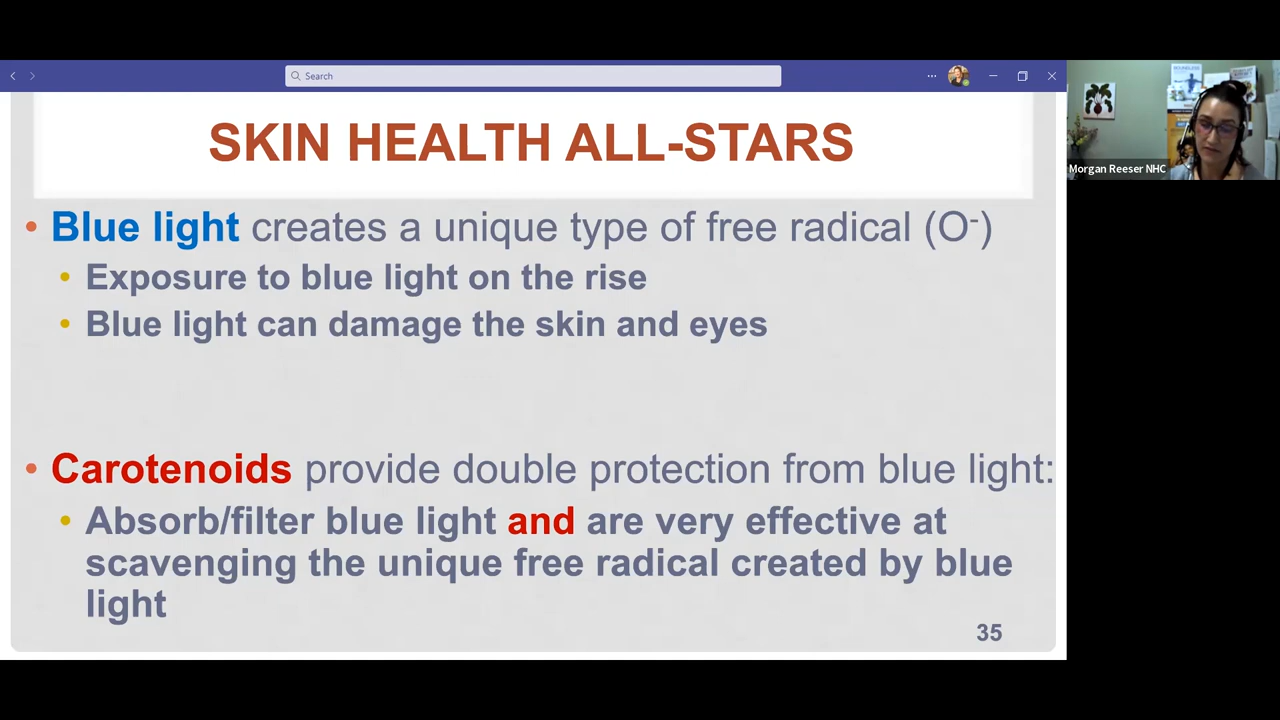 Search
SKIN HEALTH ALL-STARS
• Blue light creates a unique type of free radical (O⁻)
• Exposure to blue light on the rise
• Blue light can damage the skin and eyes
• Carotenoids provide double protection from blue light:
• Absorb/filter blue light and are very effective at
scavenging the unique free radical created by blue
light
35
Morgan Reeser NHC